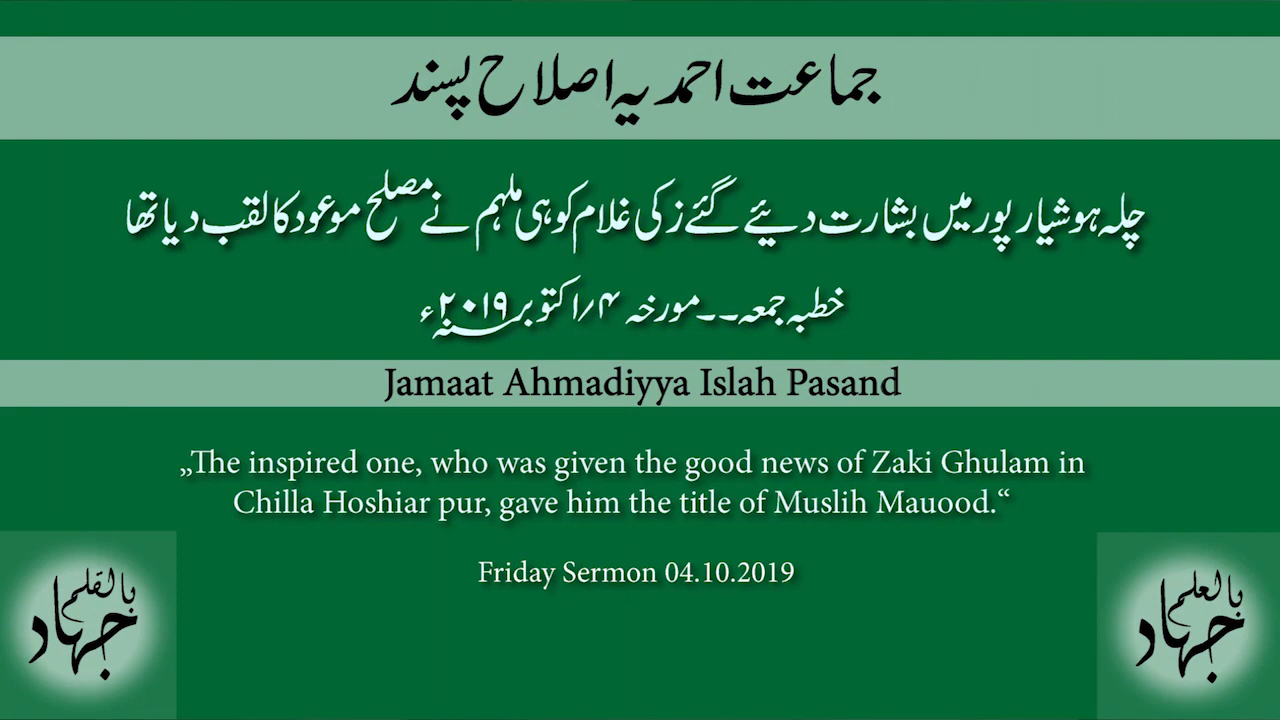 جماعت احمدیہ اصلاح پسند
چلہ ہوشیار پور میں بشارت دیئے گئے زکی غلام کو ہی ملہم نے مصلح موعود کا لقب دیا تھا
خطبہ جمعہ۔۔مورخہ ۴/اکتوبر ۲۰۱۹؁ء
Jamaat Ahmadiyya Islah Pasand
„The inspired one, who was given the good news of Zaki Ghulam in
Chilla Hoshiar pur, gave him the title of Muslih Mauood.“
Friday Sermon 04.10.2019
جہاد بالقلم
جہاد بالعلم